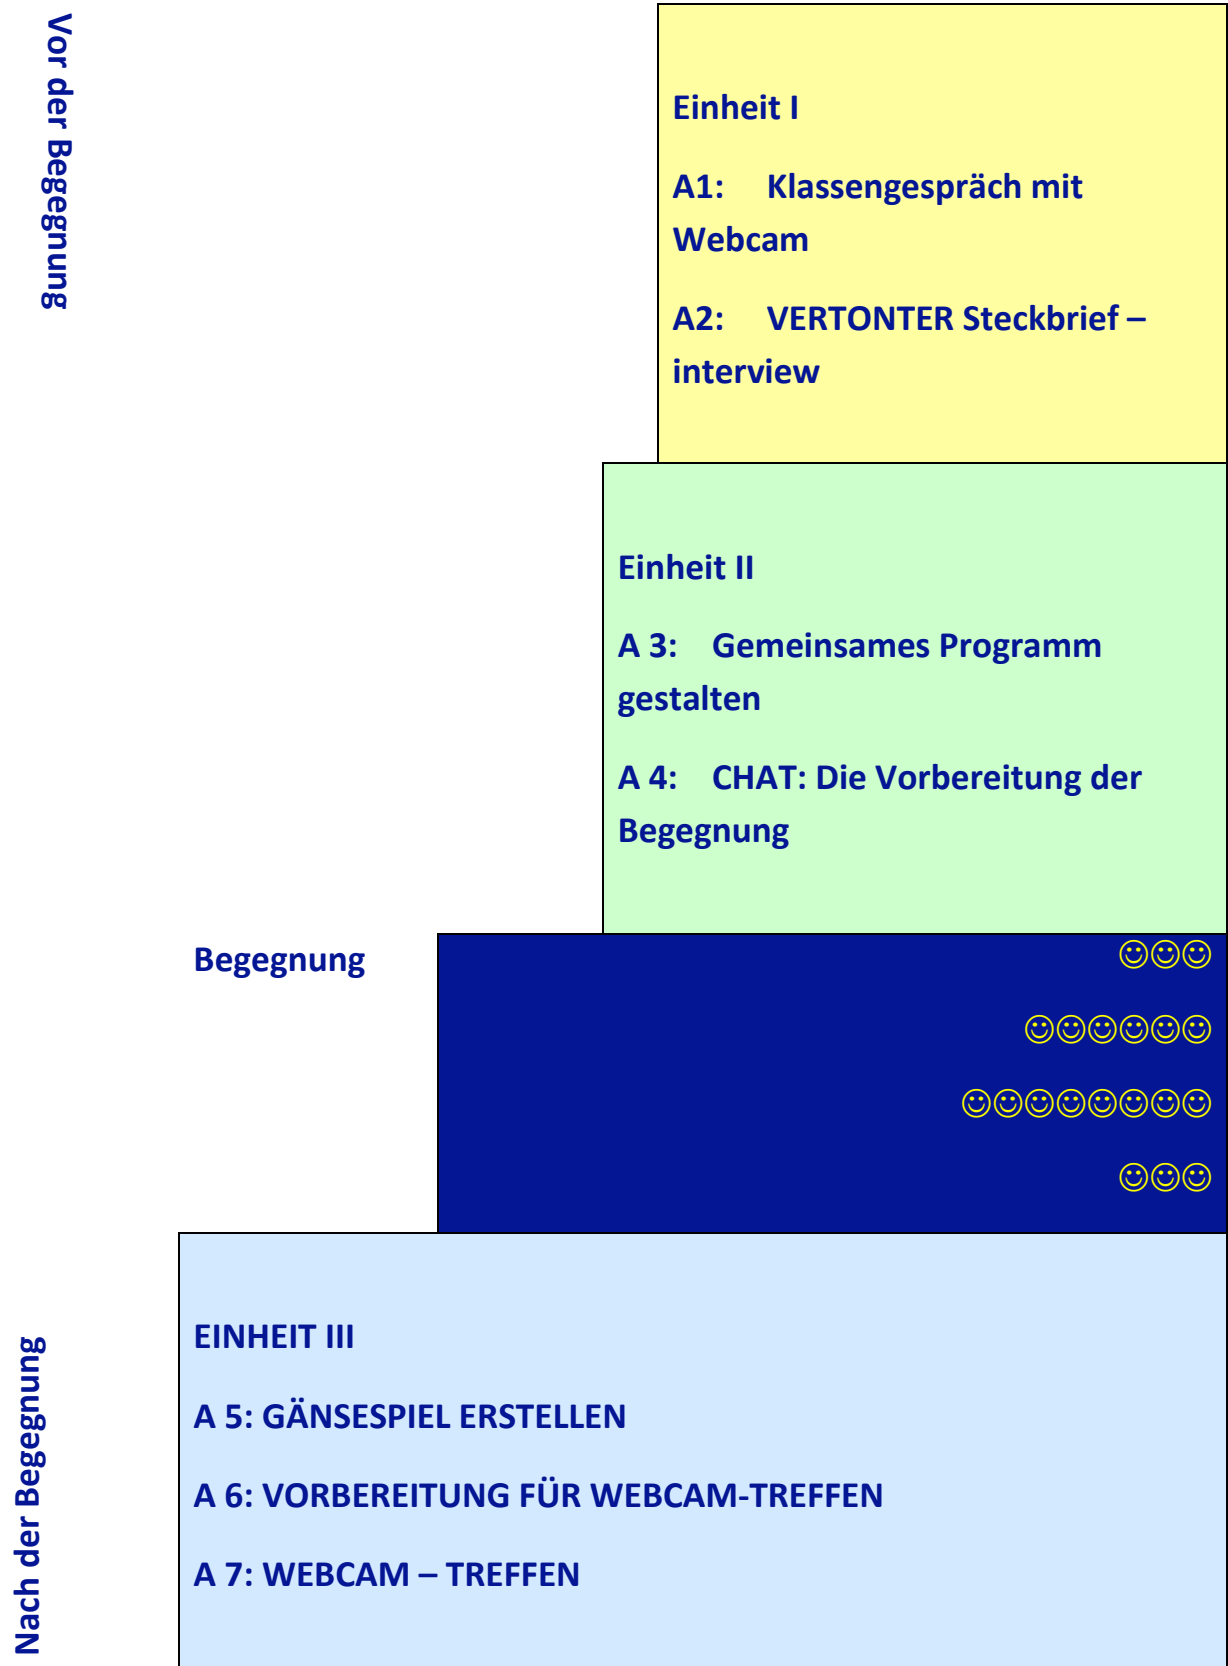 Vor der Begegnung
Einheit I
A1: Klassengespräch mit
Webcam
A2: VERTONTER Steckbrief –
interview
Einheit II
A 3: Gemeinsames Programm
gestalten
A 4: CHAT: Die Vorbereitung der
Begegnung
Begegnung
☺☺☺
☺☺☺☺☺☺
☺☺☺☺☺☺☺☺
☺☺☺
Nach der Begegnung
EINHEIT III
A 5: GÄNSESPIEL ERSTELLEN
A 6: VORBEREITUNG FÜR WEBCAM-TREFFEN
A 7: WEBCAM – TREFFEN